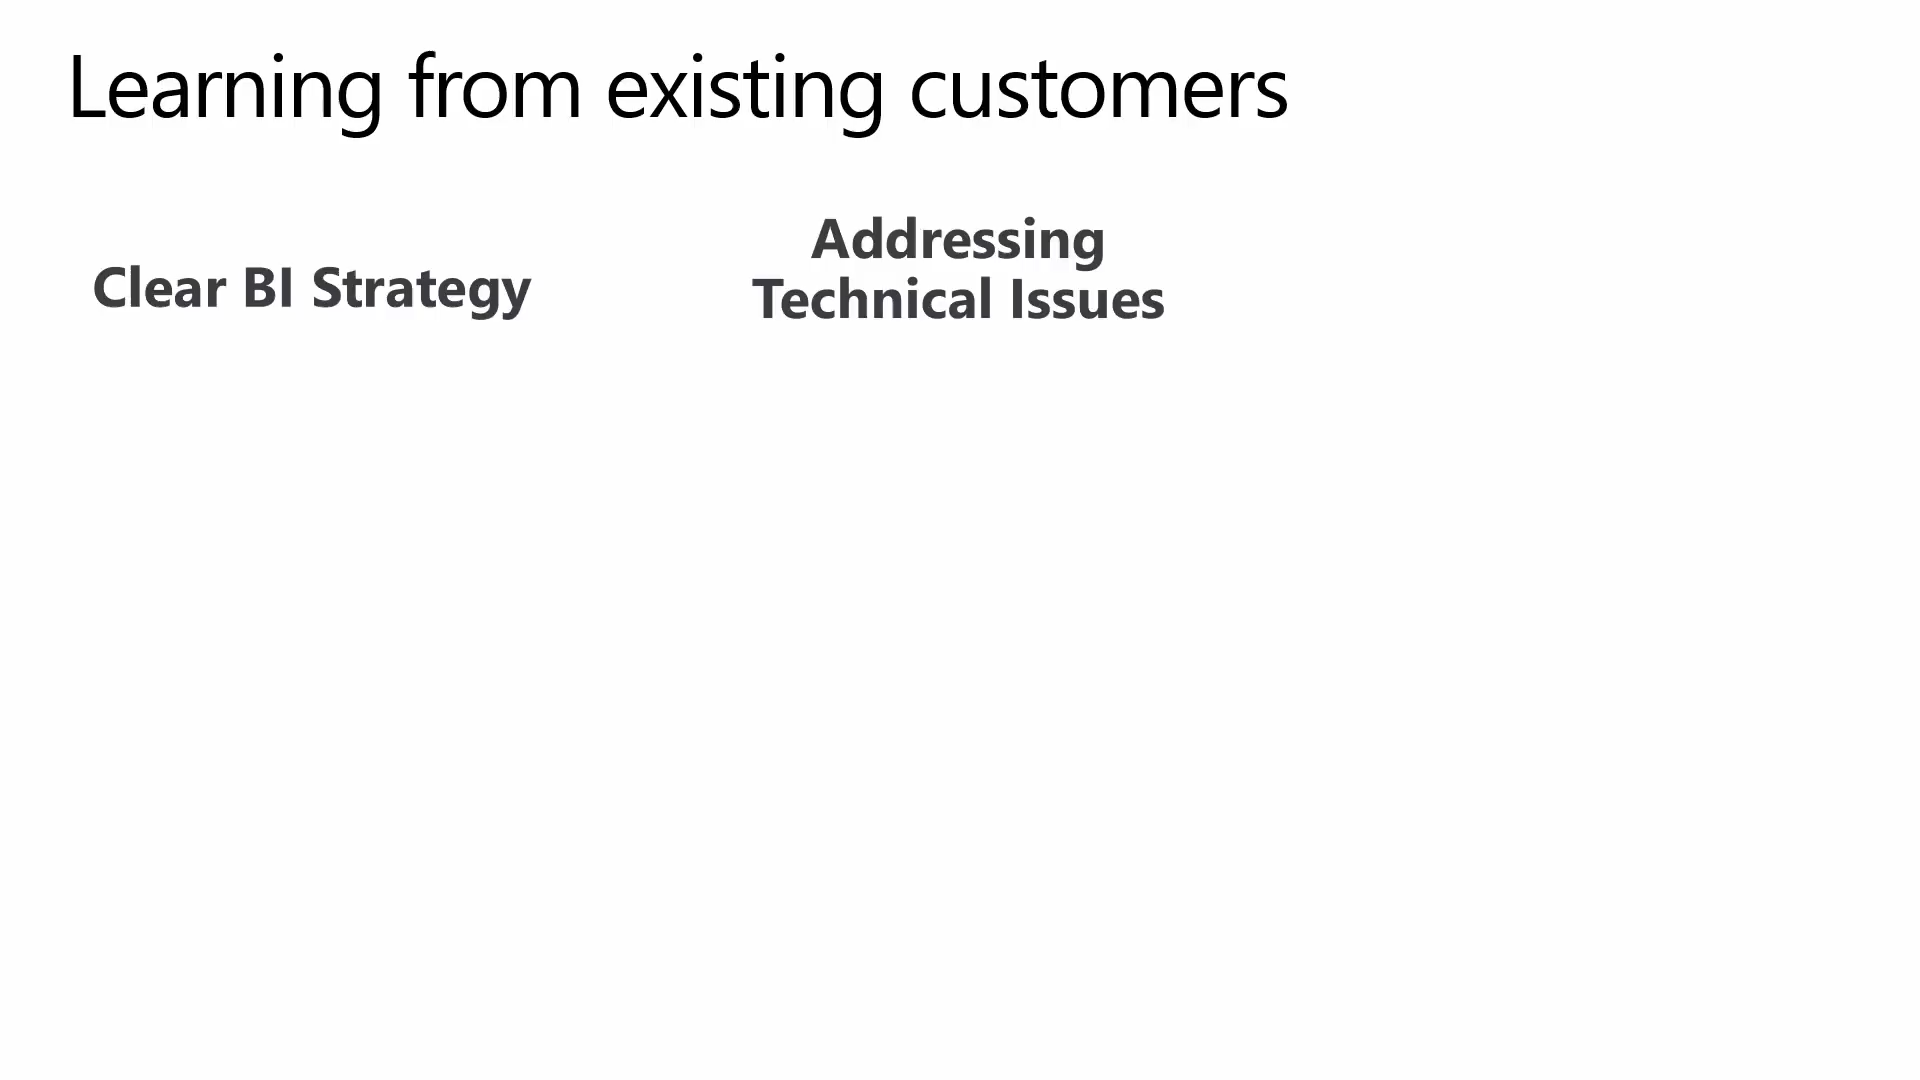 Learning from existing customers
Clear BI Strategy
Addressing
Technical Issues